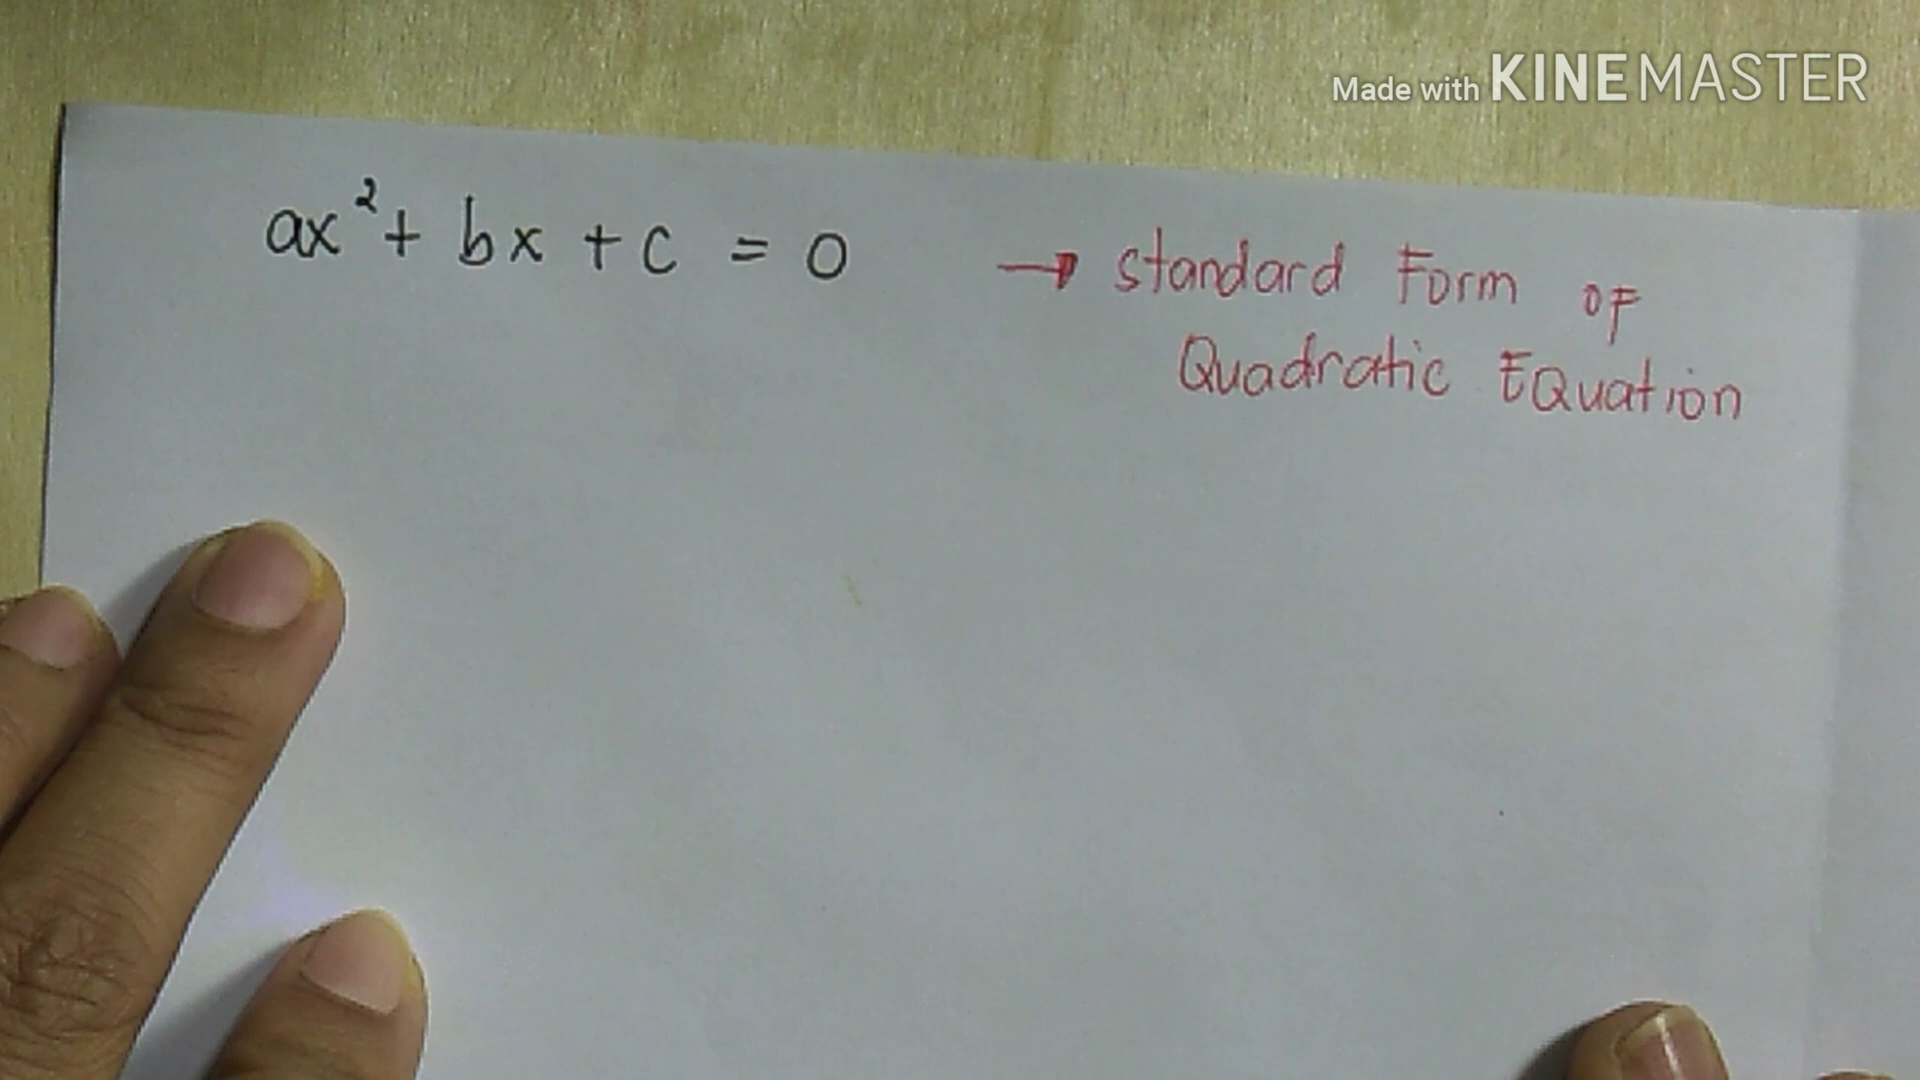 Made with KINEMASTER
ax² + bx + c = 0 → Standard Form OF
Quadratic EQuation